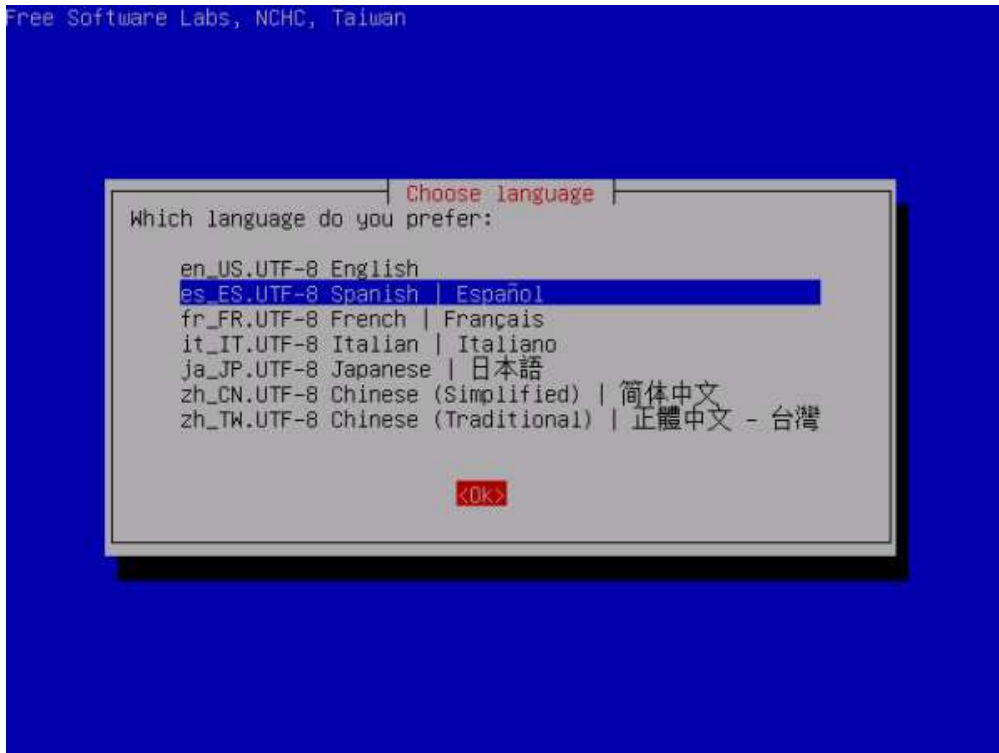 Free Software Labs, NCHC, Taiwan
Choose language
Which language do you prefer:
en_US.UTF-8 English
es_ES.UTF-8 Spanish | Español
fr_FR.UTF-8 French | Français
it_IT.UTF-8 Italian | Italiano
ja_JP.UTF-8 Japanese | 日本語
zh_CN.UTF-8 Chinese (Simplified) | 简体中文
zh_TW.UTF-8 Chinese (Traditional) | 正體中文 - 台灣
<Ok>